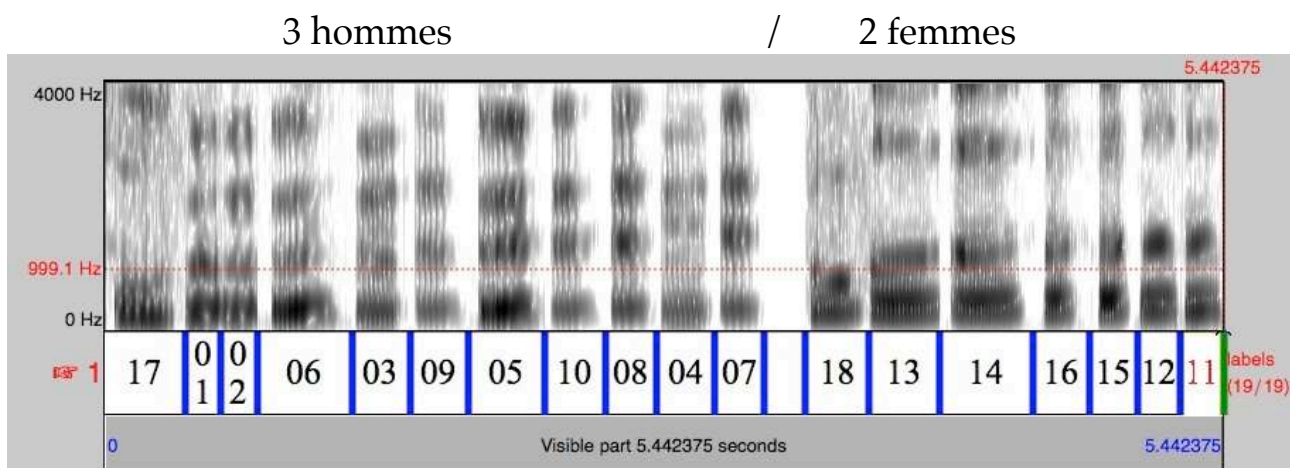 3 hommes / 2 femmes
5.442375
4000 Hz
999.1 Hz
0 Hz
☞ 1 17 01 02 06 03 09 05 10 08 04 07 18 13 14 16 15 12 11 labels
(19/19)
0 Visible part 5.442375 seconds 5.442375